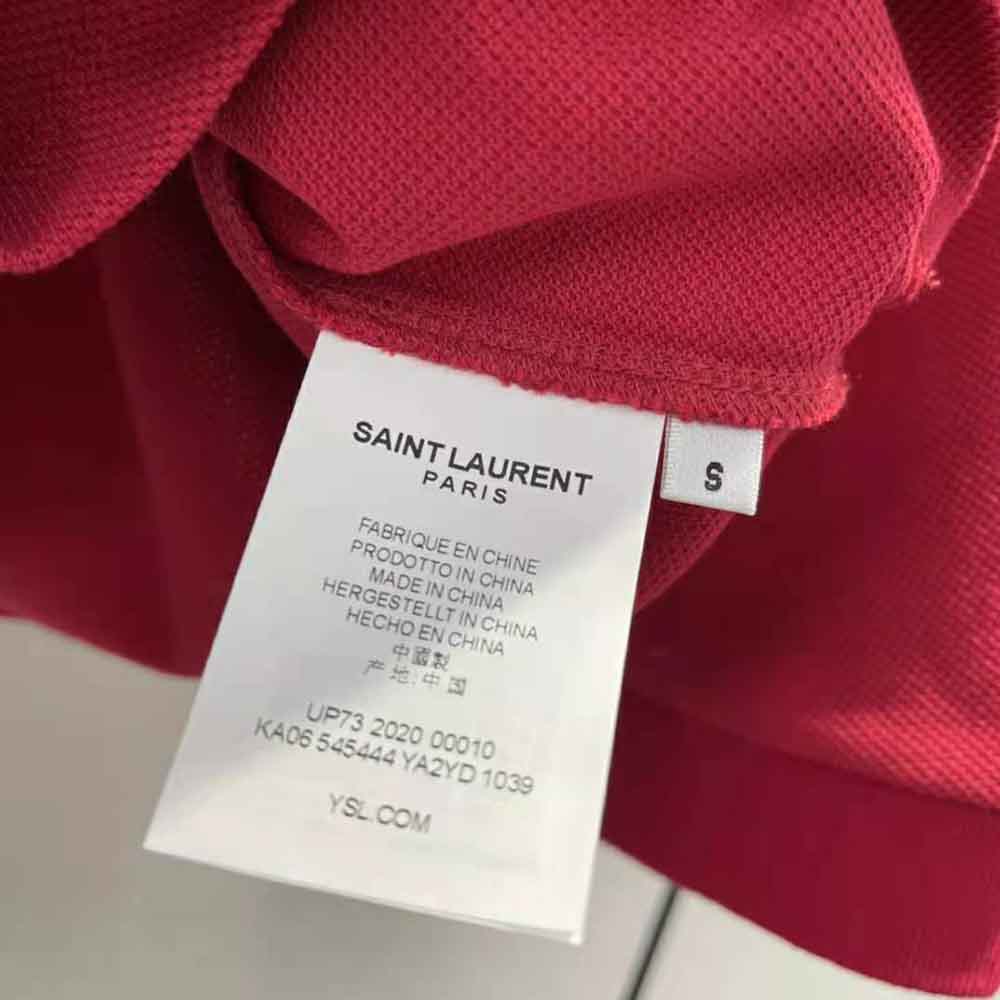 SAINT LAURENT
PARIS
S
FABRIQUE EN CHINE
PRODOTTO IN CHINA
MADE IN CHINA
HERGESTELLT IN CHINA
HECHO EN CHINA
中國製
产地:中国
UP73 2020 00010
KA06 545444 YA2YD 1039
YSL.COM